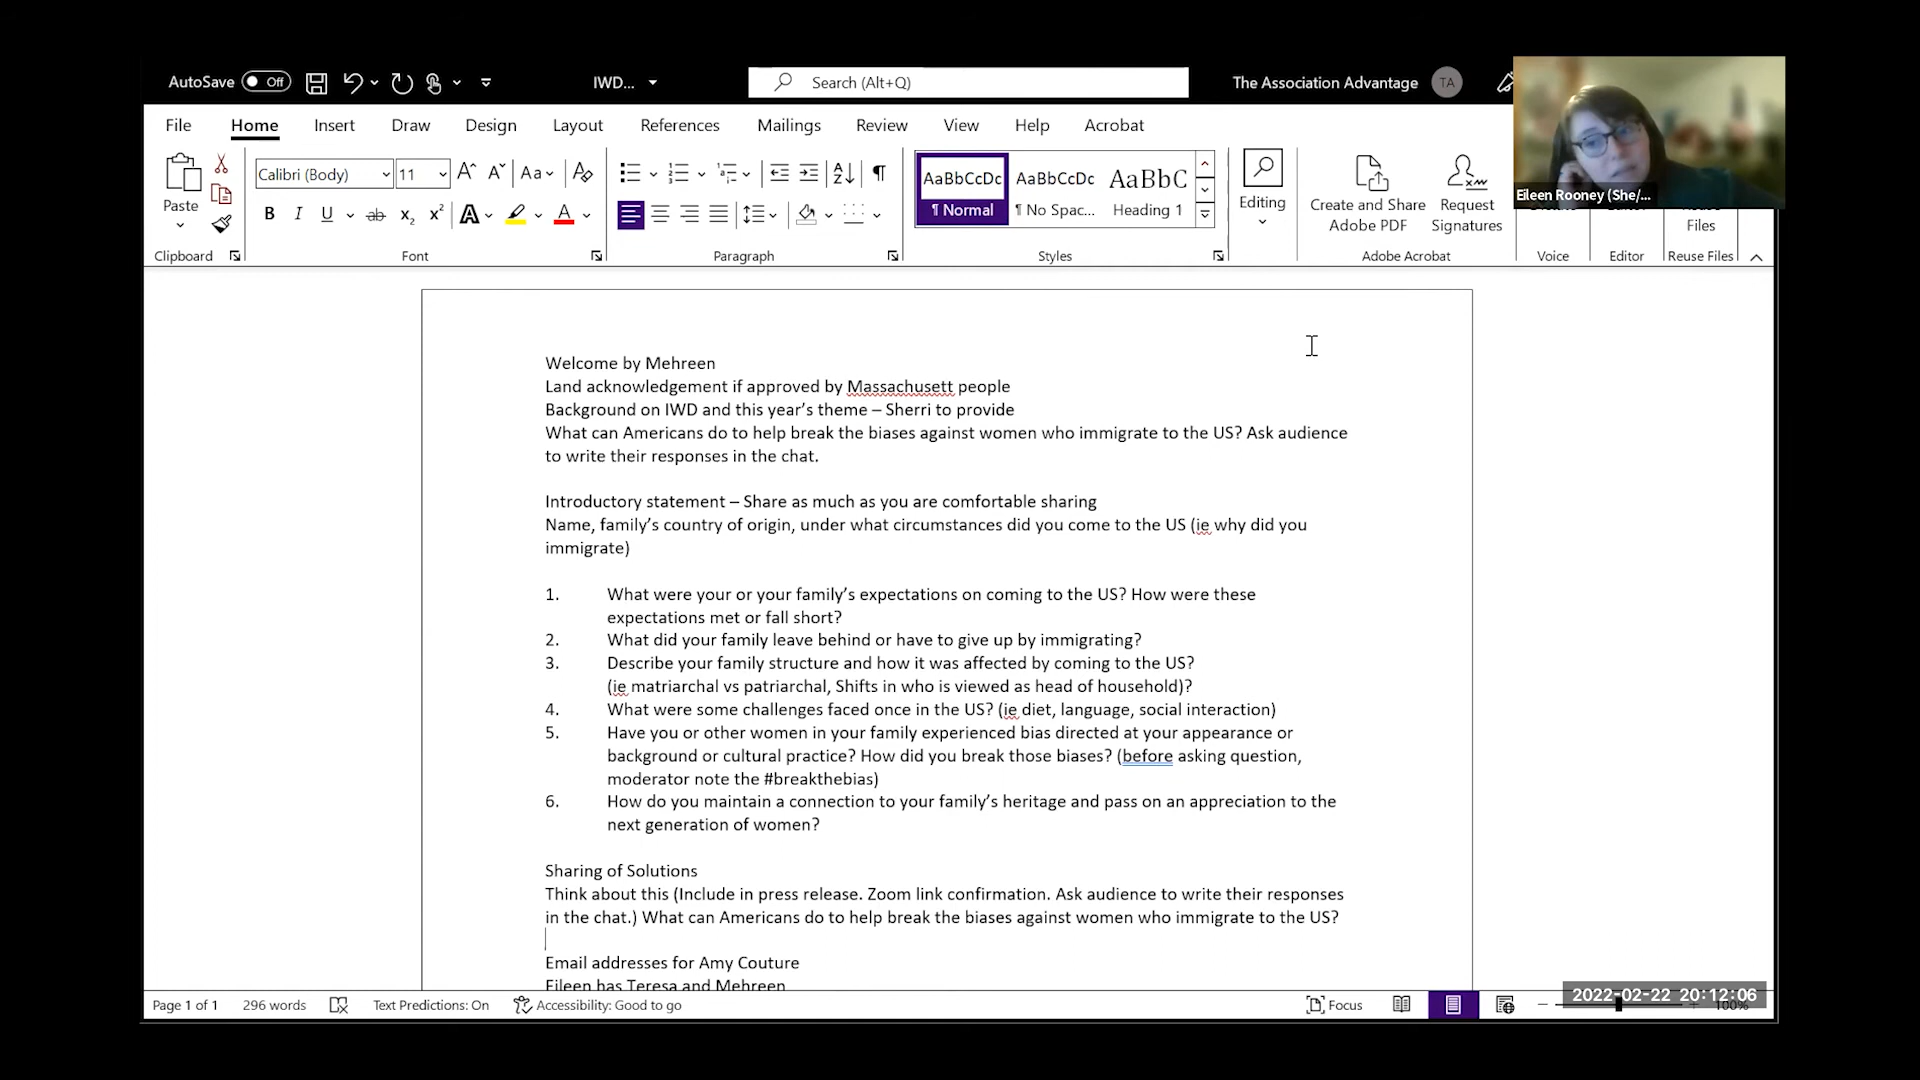 AutoSave Off IWD... Search (Alt+Q) The Association Advantage TA
File Home Insert Draw Design Layout References Mailings Review View Help Acrobat
Eileen Rooney (She/...
Paste
Calibri (Body) 11 Aa
B I U ab x₂ x² A A
AaBbCcDc AaBbCcDc AaBbC
¶ Normal ¶ No Spac... Heading 1
Editing
Create and Share Adobe PDF
Request Signatures
Files
Clipboard Font Paragraph Styles Adobe Acrobat Voice Editor Reuse Files
Welcome by Mehreen
Land acknowledgement if approved by Massachusett people
Background on IWD and this year’s theme – Sherri to provide
What can Americans do to help break the biases against women who immigrate to the US? Ask audience
to write their responses in the chat.
Introductory statement – Share as much as you are comfortable sharing
Name, family’s country of origin, under what circumstances did you come to the US (ie why did you
immigrate)
1. What were your or your family’s expectations on coming to the US? How were these
expectations met or fall short?
2. What did your family leave behind or have to give up by immigrating?
3. Describe your family structure and how it was affected by coming to the US?
(ie matriarchal vs patriarchal, Shifts in who is viewed as head of household)?
4. What were some challenges faced once in the US? (ie diet, language, social interaction)
5. Have you or other women in your family experienced bias directed at your appearance or
background or cultural practice? How did you break those biases? (before asking question,
moderator note the #breakthebias)
6. How do you maintain a connection to your family’s heritage and pass on an appreciation to the
next generation of women?
Sharing of Solutions
Think about this (Include in press release. Zoom link confirmation. Ask audience to write their responses
in the chat.) What can Americans do to help break the biases against women who immigrate to the US?
Email addresses for Amy Couture
Eileen has Teresa and Mehreen
Page 1 of 1 296 words Text Predictions: On Accessibility: Good to go Focus 100%
2022-02-22 20:12:06